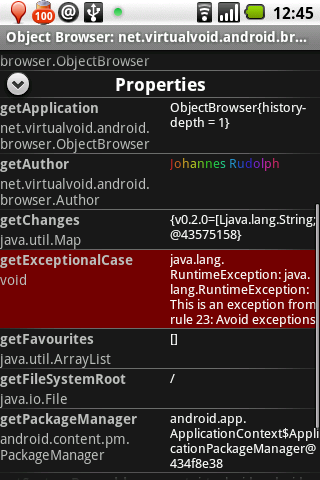 100
12:45
Object Browser: net.virtualvoid.android.br...
browser.ObjectBrowser
Properties
getApplication
net.virtualvoid.android.
browser.ObjectBrowser
ObjectBrowser{history-
depth = 1}
getAuthor
net.virtualvoid.android.
browser.Author
Johannes Rudolph
getChanges
java.util.Map
{v0.2.0=[Ljava.lang.String;
@43575158}
getExceptionalCase
void
java.lang.
RuntimeException: java.
lang.RuntimeException:
This is an exception from
rule 23: Avoid exceptions
getFavourites
java.util.ArrayList
[]
getFileSystemRoot
java.io.File
/
getPackageManager
android.content.pm.
PackageManager
android.app.
ApplicationContext$Appli
cationPackageManager@
434f8e38